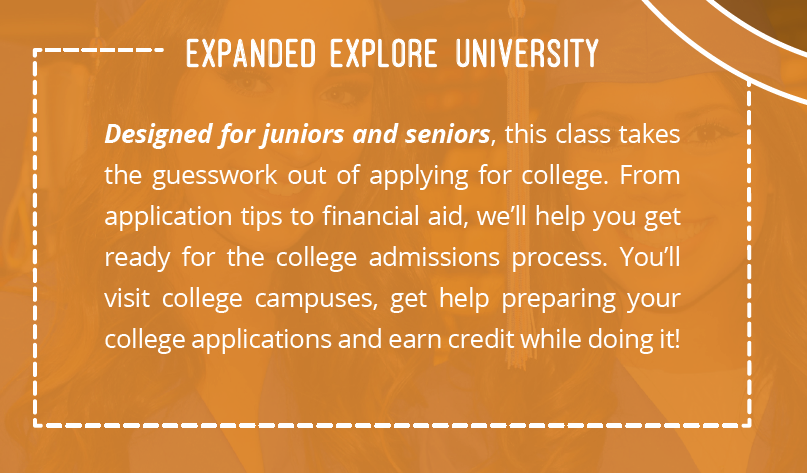 EXPANDED EXPLORE UNIVERSITY
Designed for juniors and seniors, this class takes
the guesswork out of applying for college. From
application tips to financial aid, we’ll help you get
ready for the college admissions process. You’ll
visit college campuses, get help preparing your
college applications and earn credit while doing it!